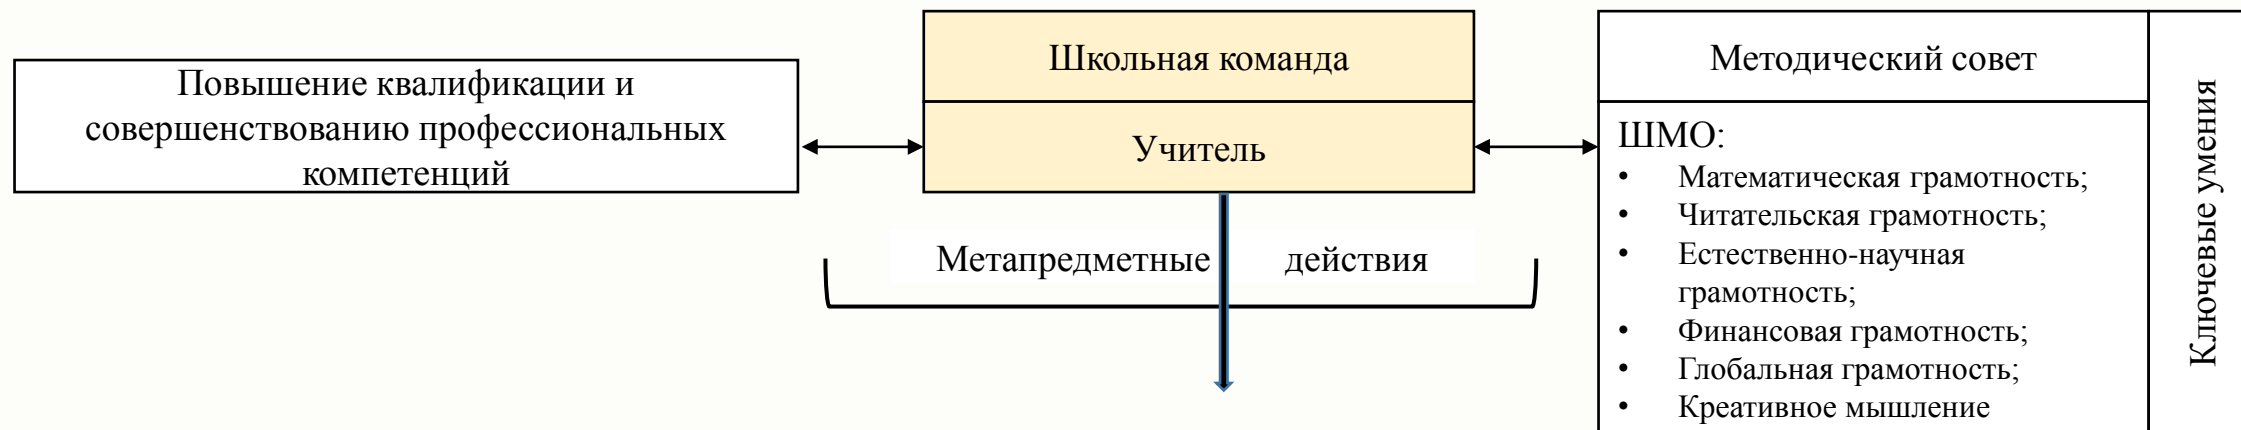 Повышение квалификации и
совершенствованию профессиональных
компетенций
Школьная команда
Учитель
Метапредметные действия
Методический совет
ШМО:
• Математическая грамотность;
• Читательская грамотность;
• Естественно-научная
грамотность;
• Финансовая грамотность;
• Глобальная грамотность;
• Креативное мышление
Ключевые умения